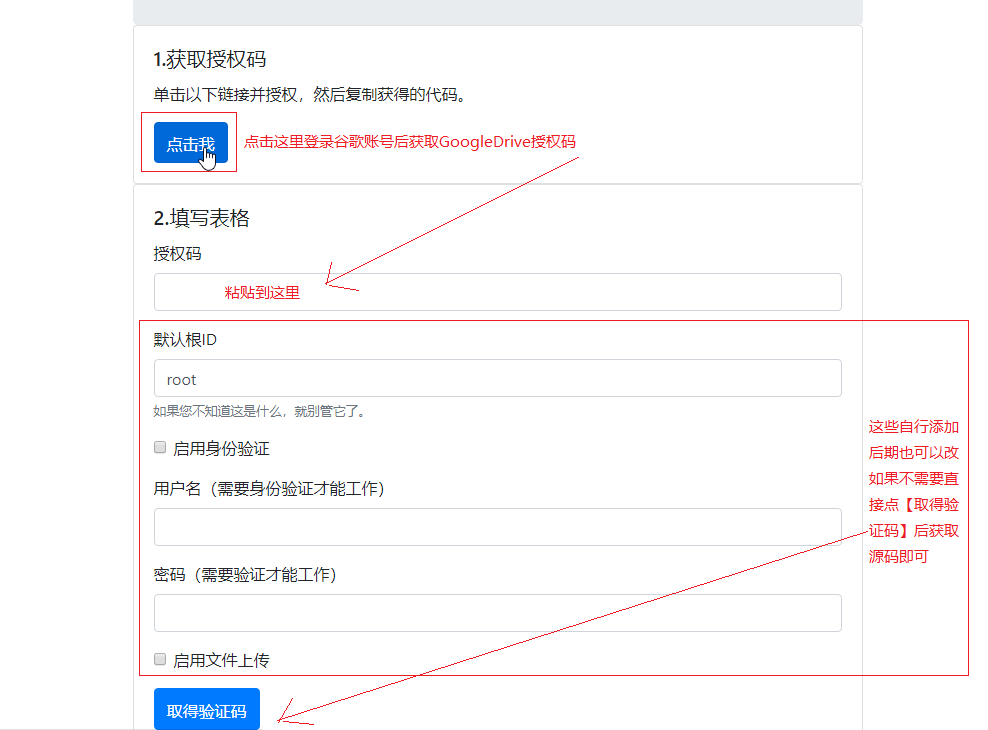 1.获取授权码
单击以下链接并授权，然后复制获得的代码。
点击我
点击这里登录谷歌账号后获取GoogleDrive授权码
2.填写表格
授权码
粘贴到这里
默认根ID
root
如果您不知道这是什么，就别管它了。
启用身份验证
用户名（需要身份验证才能工作）
密码（需要验证才能工作）
启用文件上传
这些自行添加
后期也可以改
如果不需要直
接点【取得验
证码】后获取
源码即可
取得验证码